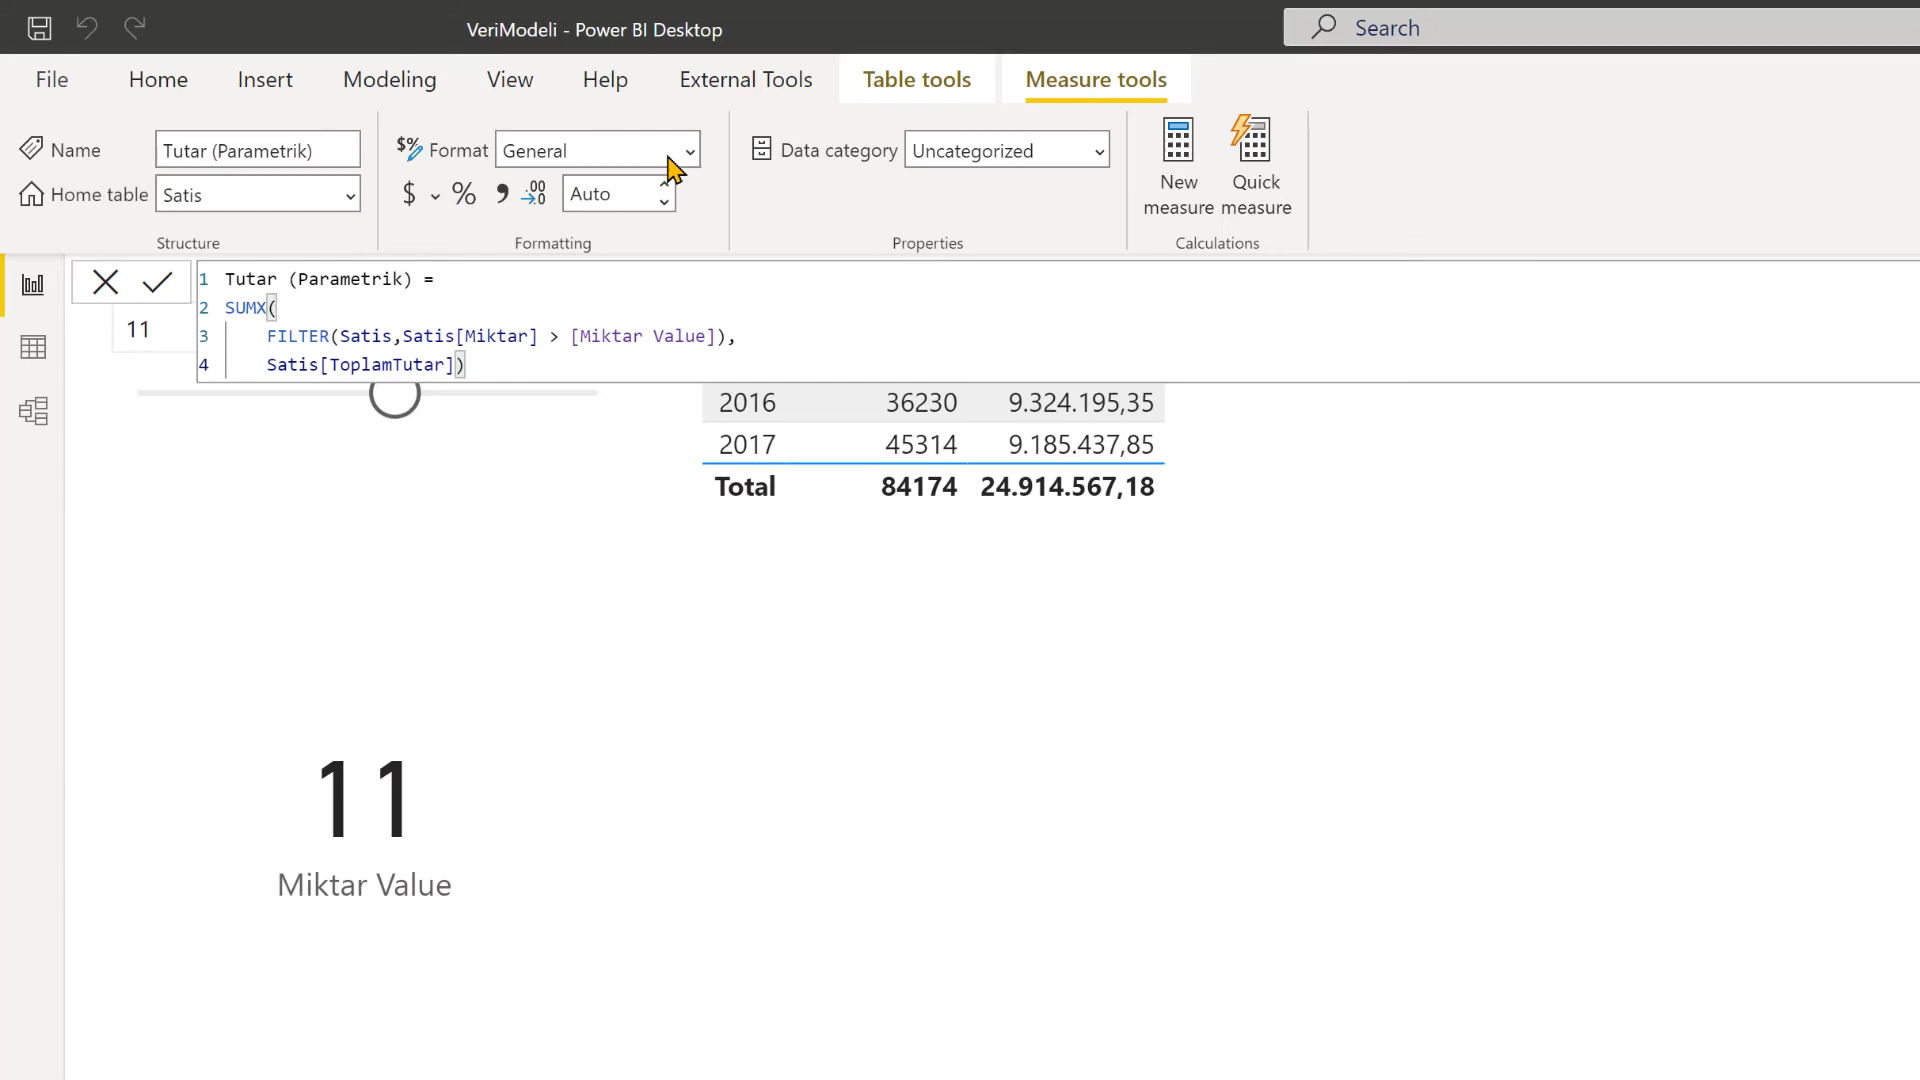 VeriModeli - Power BI Desktop
Search
File Home Insert Modeling View Help External Tools Table tools Measure tools
Name Tutar (Parametrik)
Home table Satis
Structure
$% Format General
$ % , .00 →.0 Auto
Formatting
Data category Uncategorized
Properties
New measure
Quick measure
Calculations
1 Tutar (Parametrik) =
2 SUMX(
3 FILTER(Satis,Satis[Miktar] > [Miktar Value]),
4 Satis[ToplamTutar])
11
2016 36230 9.324.195,35
2017 45314 9.185.437,85
Total 84174 24.914.567,18
11
Miktar Value